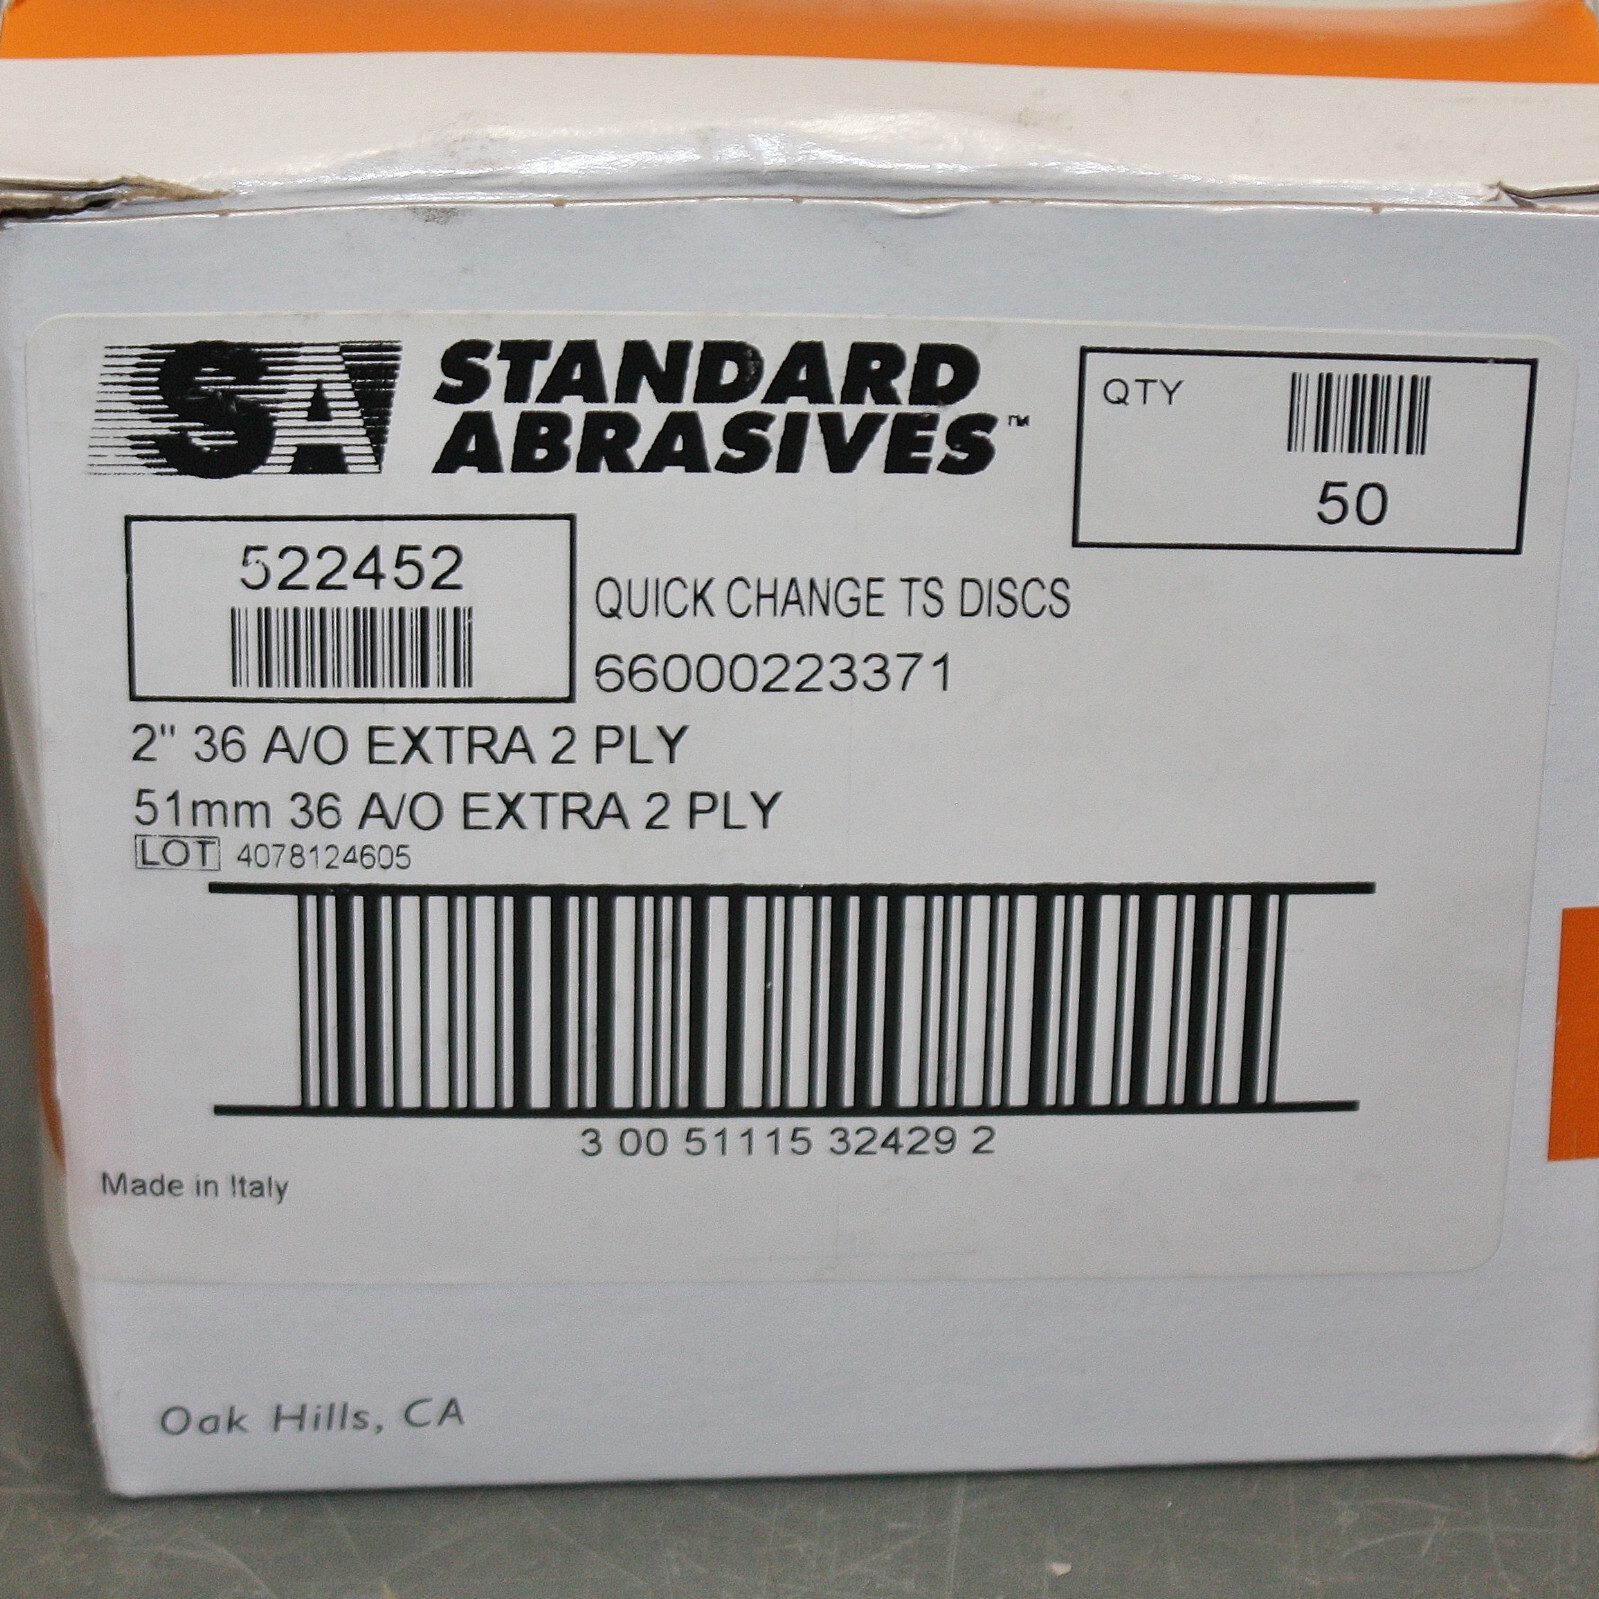 SA STANDARD
ABRASIVES™
QTY
50
522452
QUICK CHANGE TS DISCS
66000223371
2" 36 A/O EXTRA 2 PLY
51mm 36 A/O EXTRA 2 PLY
LOT 4078124605
3 00 51115 32429 2
Made in Italy
Oak Hills, CA